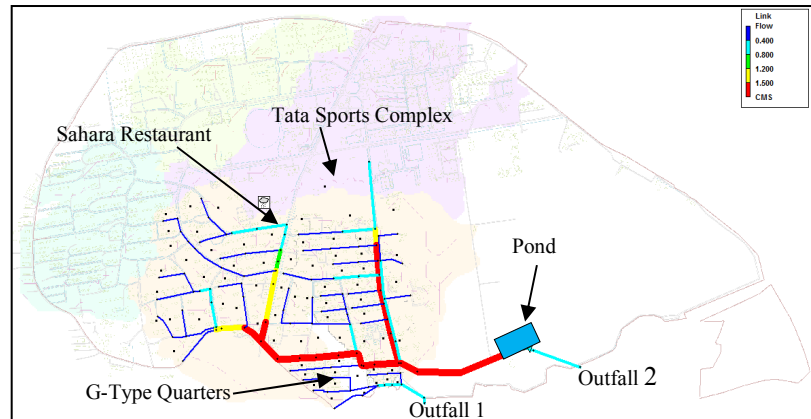 Link
Flow
0.400
0.800
1.200
1.500
CMS
Tata Sports Complex
Sahara Restaurant
Pond
G-Type Quarters
Outfall 2
Outfall 1